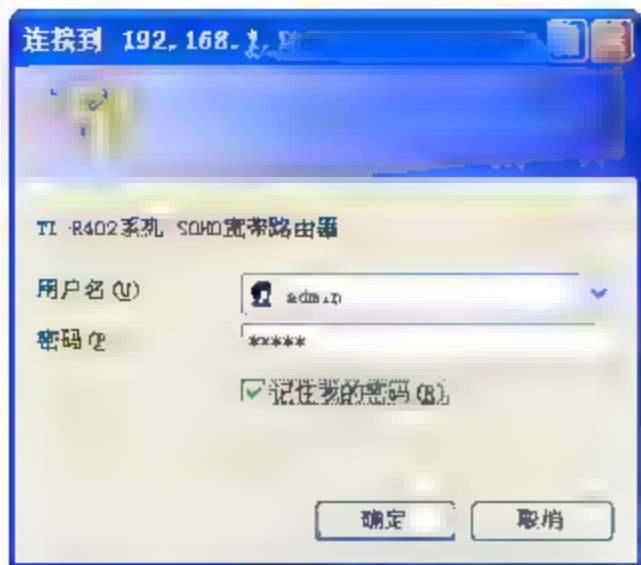 连接到 192.168.1.
TL-R402系列 SOHO宽带路由器
用户名(U)
admin
密码(P
*****
记住我的密码(R)
确定
取消